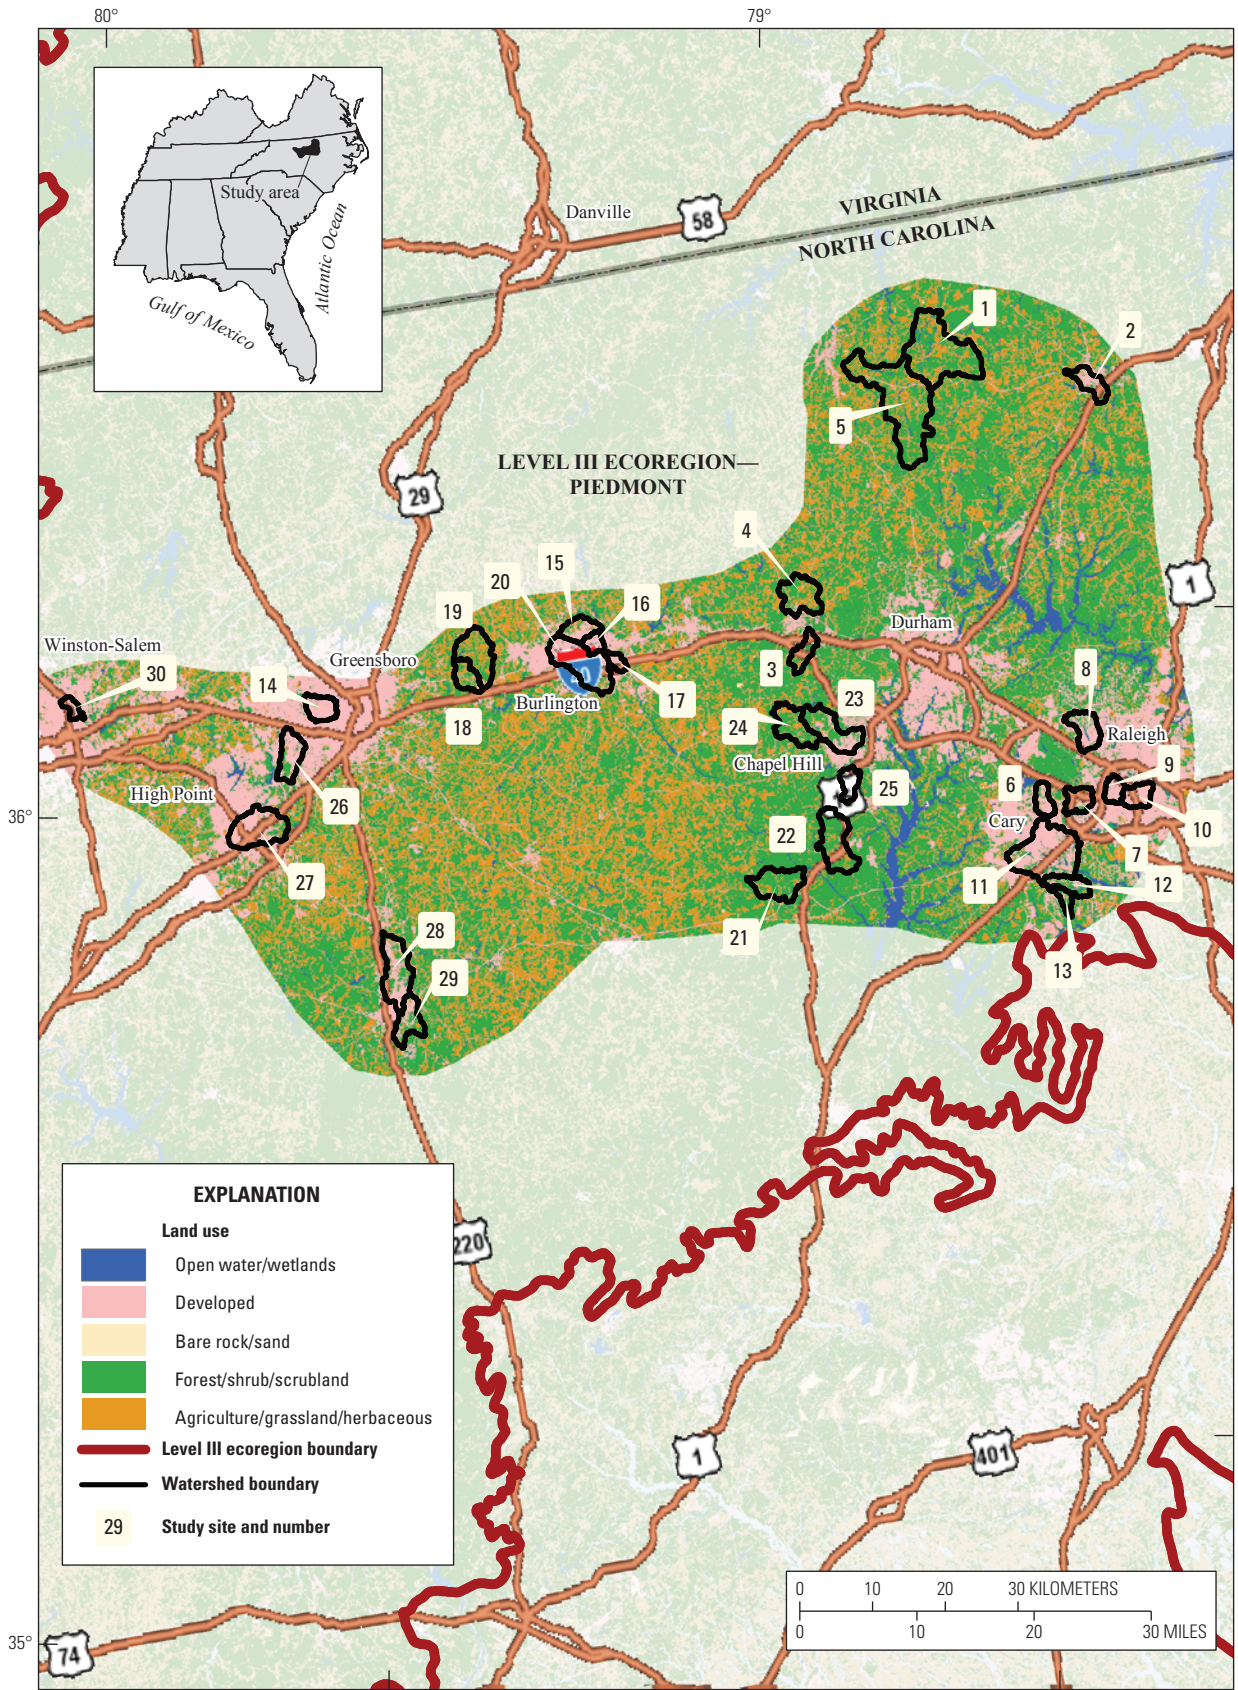 80°
79°
Study area
Atlantic Ocean
Gulf of Mexico
Danville
58
VIRGINIA
NORTH CAROLINA
1
2
5
LEVEL III ECOREGION—
PIEDMONT
29
4
15
20
16
19
1
Durham
Winston-Salem
Greensboro
3
30
14
8
23
17
Burlington
18
24
Raleigh
Chapel Hill
9
6
25
High Point
26
36°
Cary
10
22
7
27
11
12
21
28
13
29
220
EXPLANATION
Land use
Open water/wetlands
Developed
Bare rock/sand
Forest/shrub/scrubland
Agriculture/grassland/herbaceous
Level III ecoregion boundary
Watershed boundary
29 Study site and number
1
401
0 10 20 30 KILOMETERS
0 10 20 30 MILES
35°
74